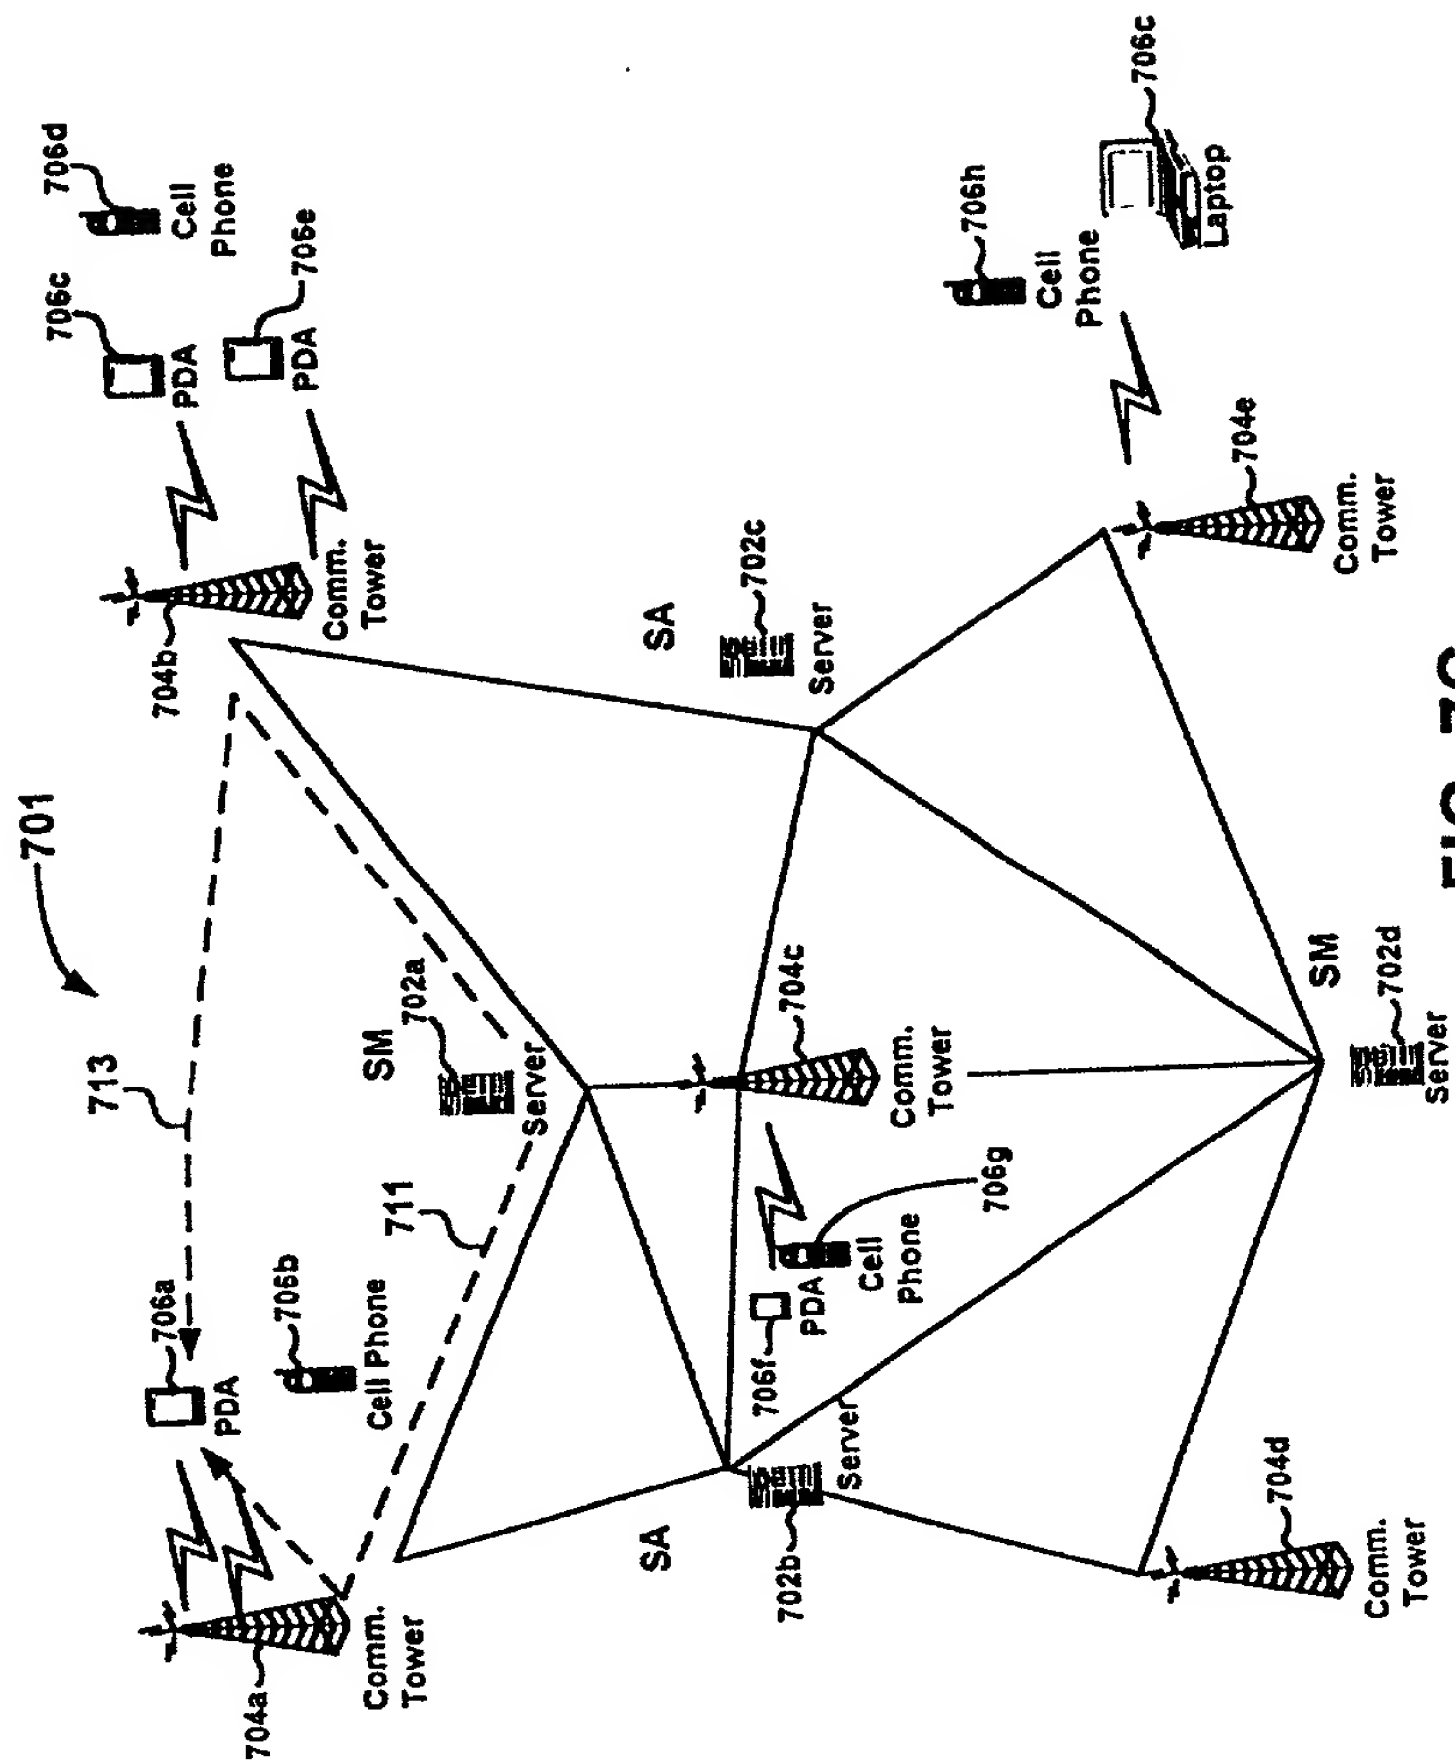 701
706d
706c
713
706a
704b
PDA
Cell
Phone
PDA
706b
706e
PDA
704a
Comm.
Tower
Cell Phone
711
SM
702a
Comm.
Tower
Server
SA
SA
702c
706f
702b
704c
Server
PDA
Server
Cell
Phone
Comm.
Tower
706g
706h
Cell
Phone
706c
Laptop
704e
704d
SM
Comm.
Tower
Comm.
Tower
702d
Server